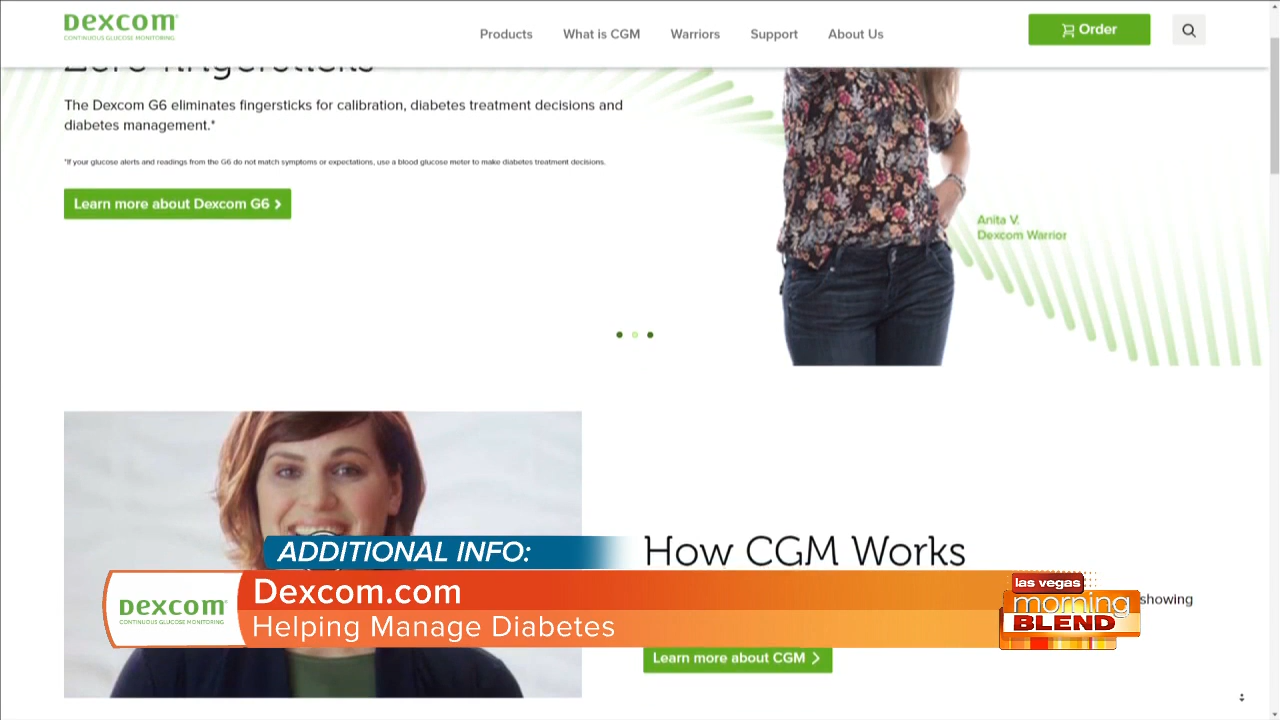 Dexcom
CONTINUOUS GLUCOSE MONITORING
Products
What is CGM
Warriors
Support
About Us
Order
Zero fingersticks
The Dexcom G6 eliminates fingersticks for calibration, diabetes treatment decisions and
diabetes management.*
*If your glucose alerts and readings from the G6 do not match symptoms or expectations, use a blood glucose meter to make diabetes treatment decisions.
Learn more about Dexcom G6
Anita V.
Dexcom Warrior
How CGM Works
showing
Learn more about CGM
ADDITIONAL INFO:
Dexcom
CONTINUOUS GLUCOSE MONITORING
Dexcom.com
Helping Manage Diabetes
las vegas
morning
BLEND